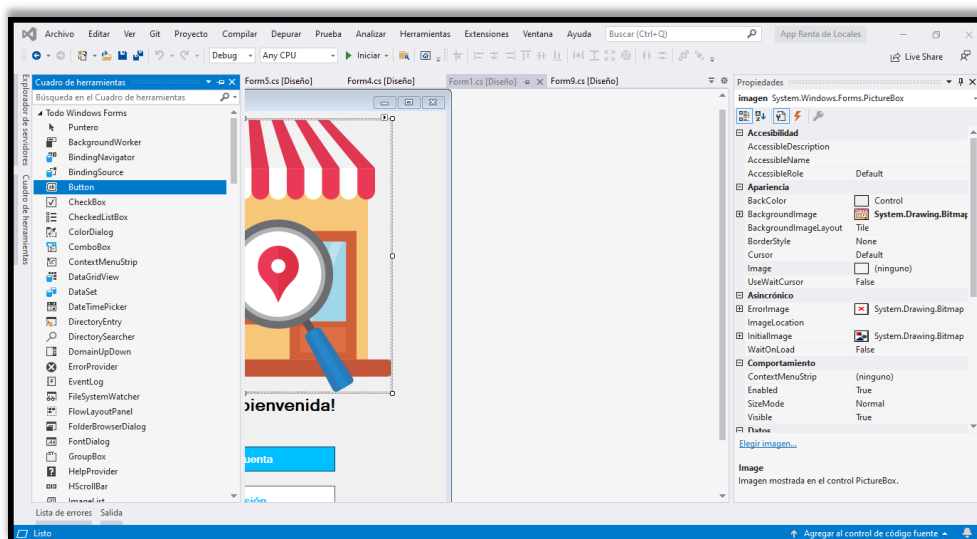 Archivo Editar Ver Git Proyecto Compilar Depurar Prueba Analizar Herramientas Extensiones Ventana Ayuda Buscar (Ctrl+Q) App Renta de Locales
Debug Any CPU Iniciar Live Share
Explorador de servidores
Cuadro de herramientas
Cuadro de herramientas
Búsqueda en el Cuadro de herramientas
Todo Windows Forms
Puntero
BackgroundWorker
BindingNavigator
BindingSource
Button
CheckBox
CheckedListBox
ColorDialog
ComboBox
ContextMenuStrip
DataGridView
DataSet
DateTimePicker
DirectoryEntry
DirectorySearcher
DomainUpDown
ErrorProvider
EventLog
FileSystemWatcher
FlowLayoutPanel
FolderBrowserDialog
FontDialog
GroupBox
HelpProvider
HScrollBar
ImageList
Form5.cs [Diseño] Form4.cs [Diseño] Form1.cs [Diseño] Form9.cs [Diseño]
bienvenida!
uenta
sión
Propiedades
imagen System.Windows.Forms.PictureBox
Accesibilidad
AccessibleDescription
AccessibleName
AccessibleRole Default
Apariencia
BackColor Control
BackgroundImage System.Drawing.Bitmap
BackgroundImageLayout Tile
BorderStyle None
Cursor Default
Image (ninguno)
UseWaitCursor False
Asincrónico
ErrorImage System.Drawing.Bitmap
ImageLocation
InitialImage System.Drawing.Bitmap
WaitOnLoad False
Comportamiento
ContextMenuStrip (ninguno)
Enabled True
SizeMode Normal
Visible True
Datos
Elegir imagen...
Image
Imagen mostrada en el control PictureBox.
Lista de errores Salida
Listo Agregar al control de código fuente